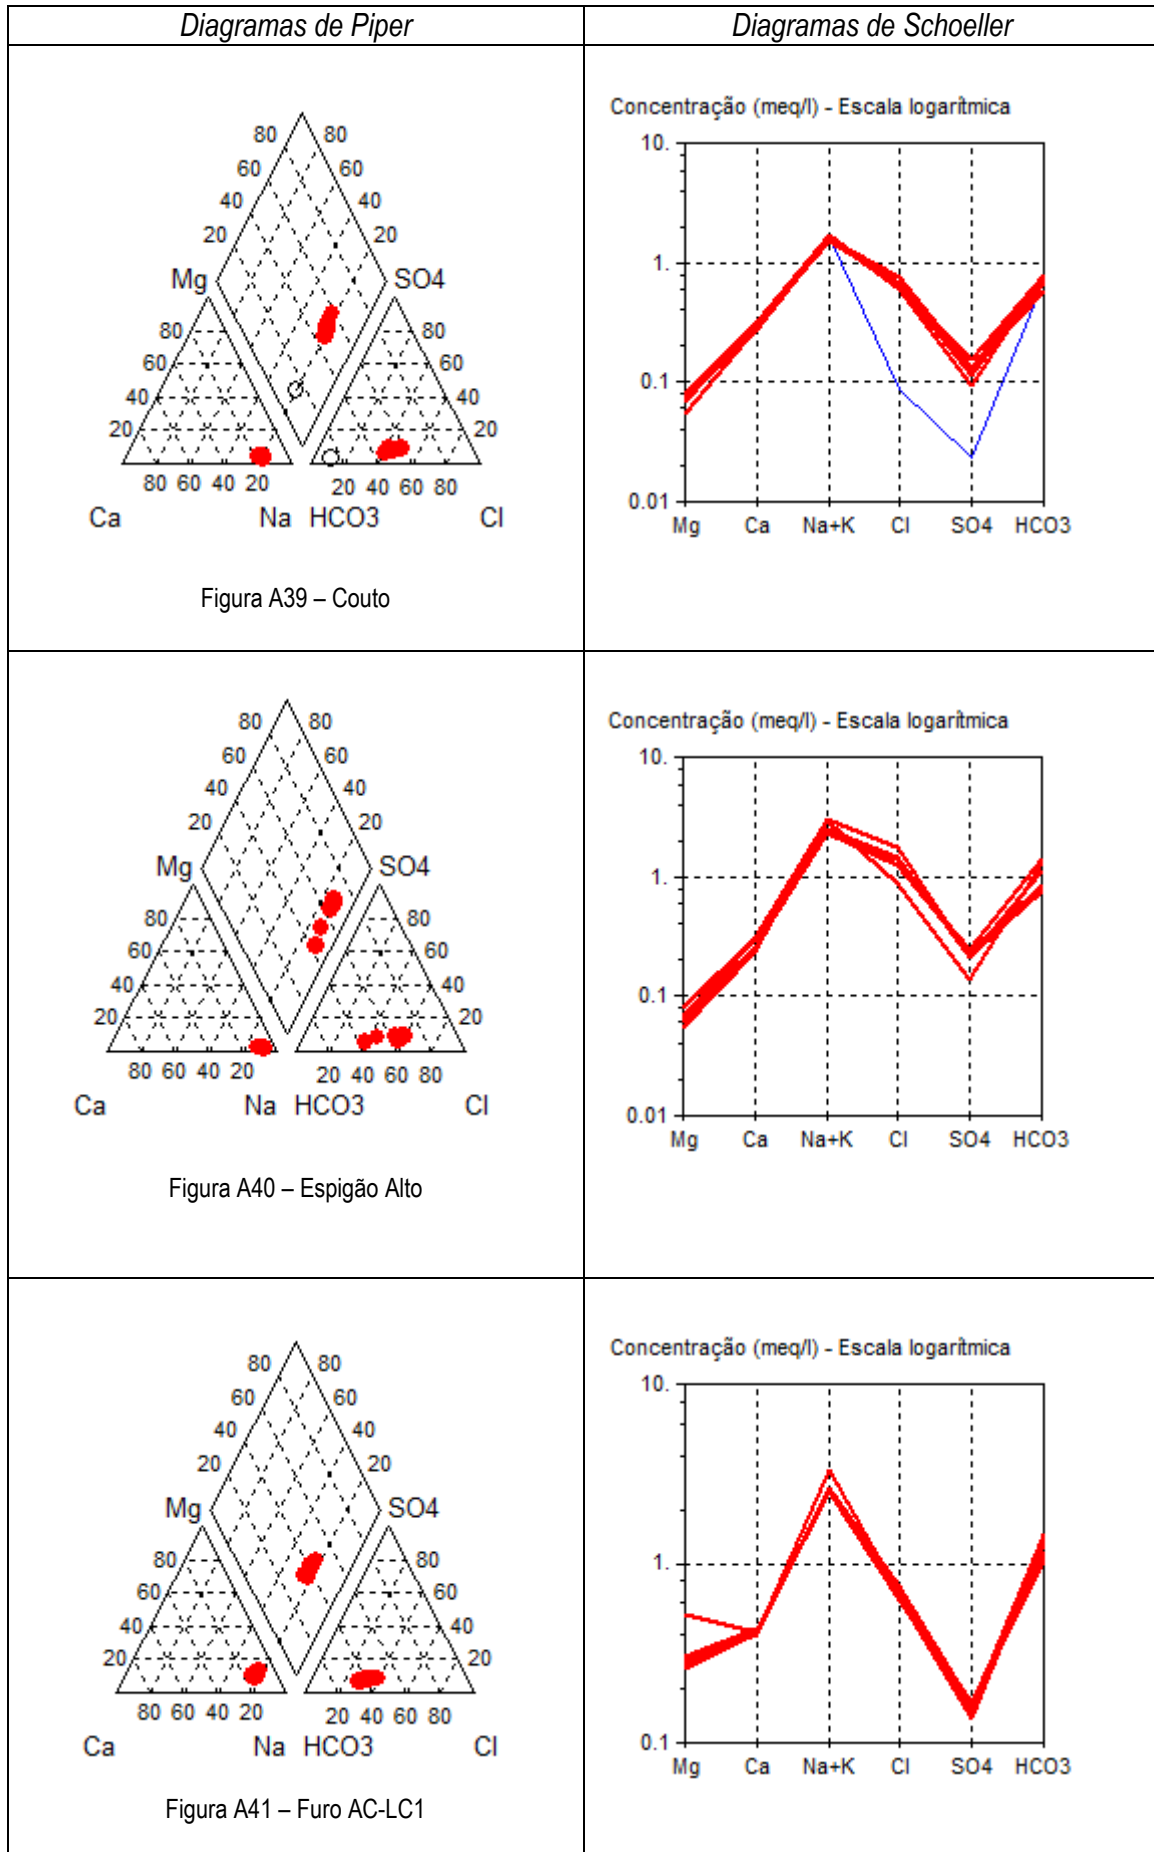 Diagramas de Piper
Diagramas de Schoeller
80 80
60 60
40 40
20 20
Mg SO4
80 80
60 60
40 40
20 20
80 60 40 20 20 40 60 80
Ca Na HCO3 Cl
Figura A39 – Couto
Concentração (meq/l) - Escala logarítmica
10.
1.
0.1
0.01
Mg Ca Na+K Cl SO4 HCO3
80 80
60 60
40 40
20 20
Mg SO4
80 80
60 60
40 40
20 20
80 60 40 20 20 40 60 80
Ca Na HCO3 Cl
Figura A40 – Espigão Alto
Concentração (meq/l) - Escala logarítmica
10.
1.
0.1
0.01
Mg Ca Na+K Cl SO4 HCO3
80 80
60 60
40 40
20 20
Mg SO4
80 80
60 60
40 40
20 20
80 60 40 20 20 40 60 80
Ca Na HCO3 Cl
Figura A41 – Furo AC-LC1
Concentração (meq/l) - Escala logarítmica
10.
1.
0.1
Mg Ca Na+K Cl SO4 HCO3